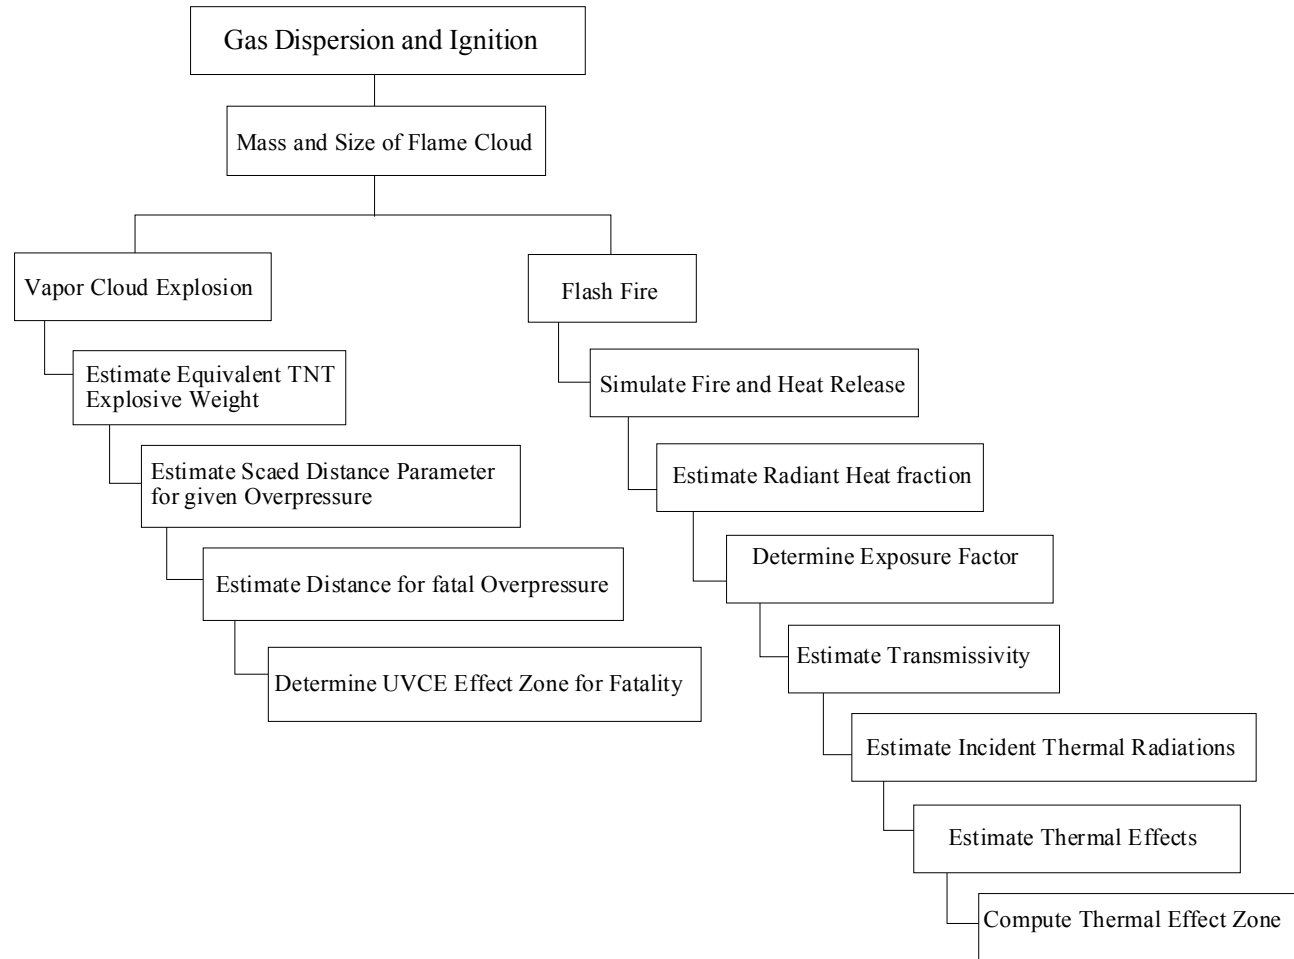 Gas Dispersion and Ignition
Mass and Size of Flame Cloud
Vapor Cloud Explosion
Estimate Equivalent TNT
Explosive Weight
Estimate Scaed Distance Parameter
for given Overpressure
Estimate Distance for fatal Overpressure
Determine UVCE Effect Zone for Fatality
Flash Fire
Simulate Fire and Heat Release
Estimate Radiant Heat fraction
Determine Exposure Factor
Estimate Transmissivity
Estimate Incident Thermal Radiations
Estimate Thermal Effects
Compute Thermal Effect Zone